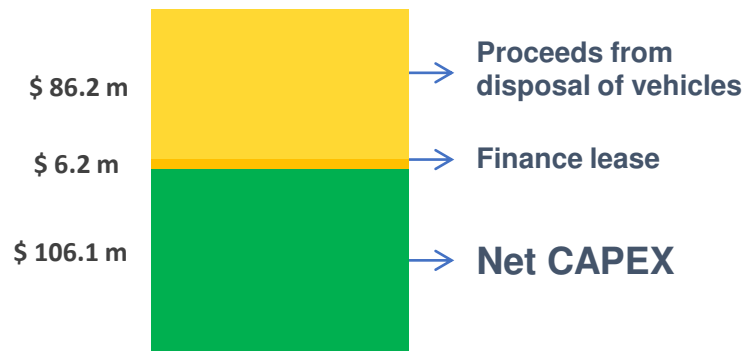 $ 86.2 m
Proceeds from
disposal of vehicles
$ 6.2 m
Finance lease
$ 106.1 m
Net CAPEX